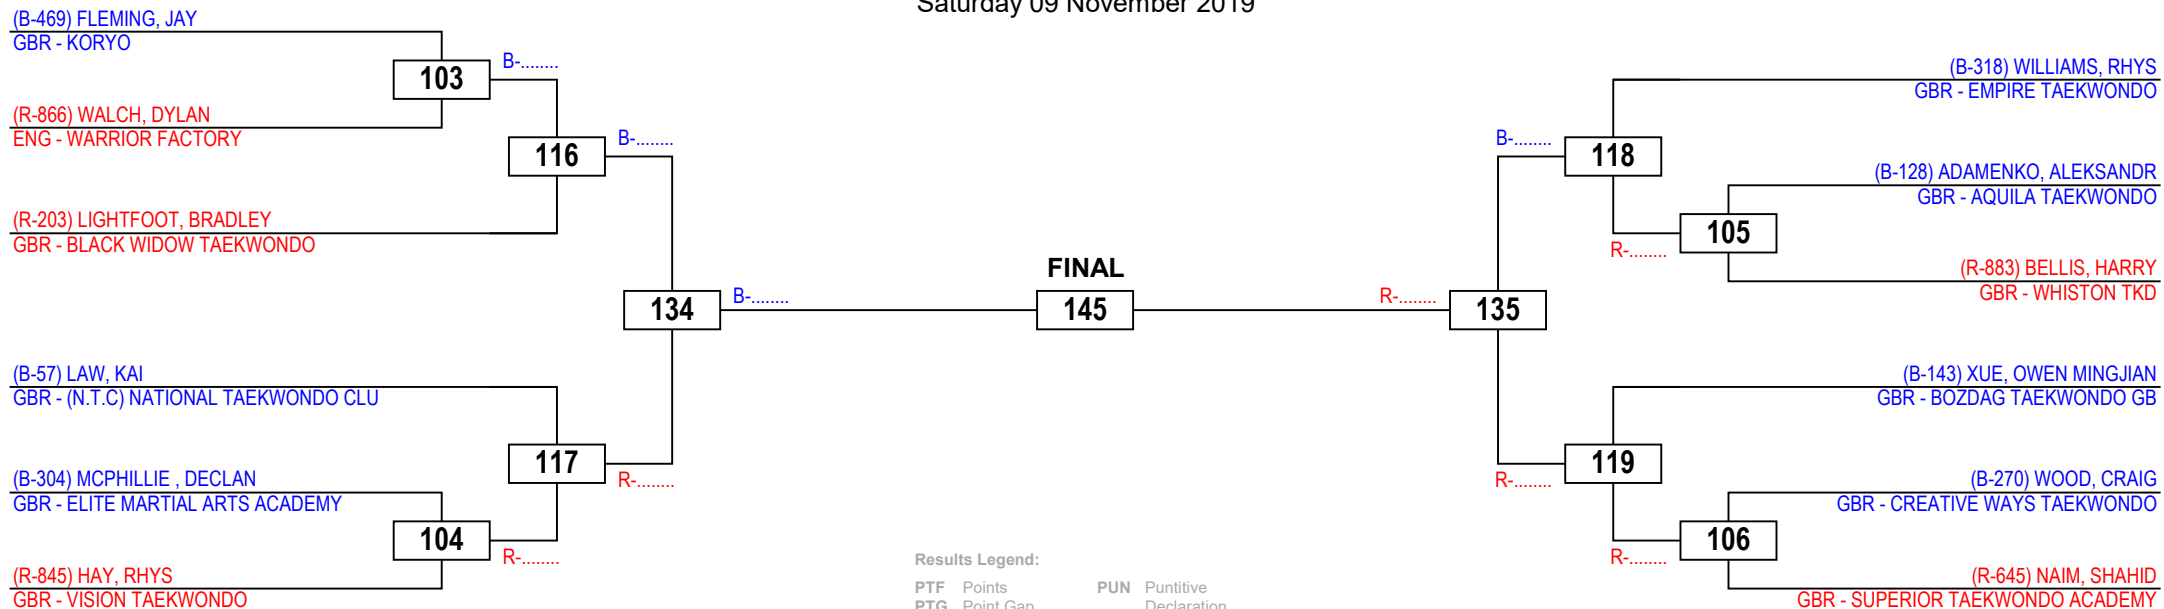 Saturday 09 November 2019
(B-469) FLEMING, JAY
GBR - KORYO
103
B-........
(R-866) WALCH, DYLAN
ENG - WARRIOR FACTORY
116
B-........
(R-203) LIGHTFOOT, BRADLEY
GBR - BLACK WIDOW TAEKWONDO
134
B-........
(B-57) LAW, KAI
GBR - (N.T.C) NATIONAL TAEKWONDO CLU
117
R-........
(B-304) MCPHILLIE , DECLAN
GBR - ELITE MARTIAL ARTS ACADEMY
104
R-........
(R-845) HAY, RHYS
GBR - VISION TAEKWONDO
FINAL
145
(B-318) WILLIAMS, RHYS
GBR - EMPIRE TAEKWONDO
B-........
118
(B-128) ADAMENKO, ALEKSANDR
GBR - AQUILA TAEKWONDO
105
R-........
(R-883) BELLIS, HARRY
GBR - WHISTON TKD
R-........
135
(B-143) XUE, OWEN MINGJIAN
GBR - BOZDAG TAEKWONDO GB
119
R-........
(B-270) WOOD, CRAIG
GBR - CREATIVE WAYS TAEKWONDO
106
R-........
(R-645) NAIM, SHAHID
GBR - SUPERIOR TAEKWONDO ACADEMY
Results Legend:
PTF Points PUN Puntitive
PTG Point Gap Declaration